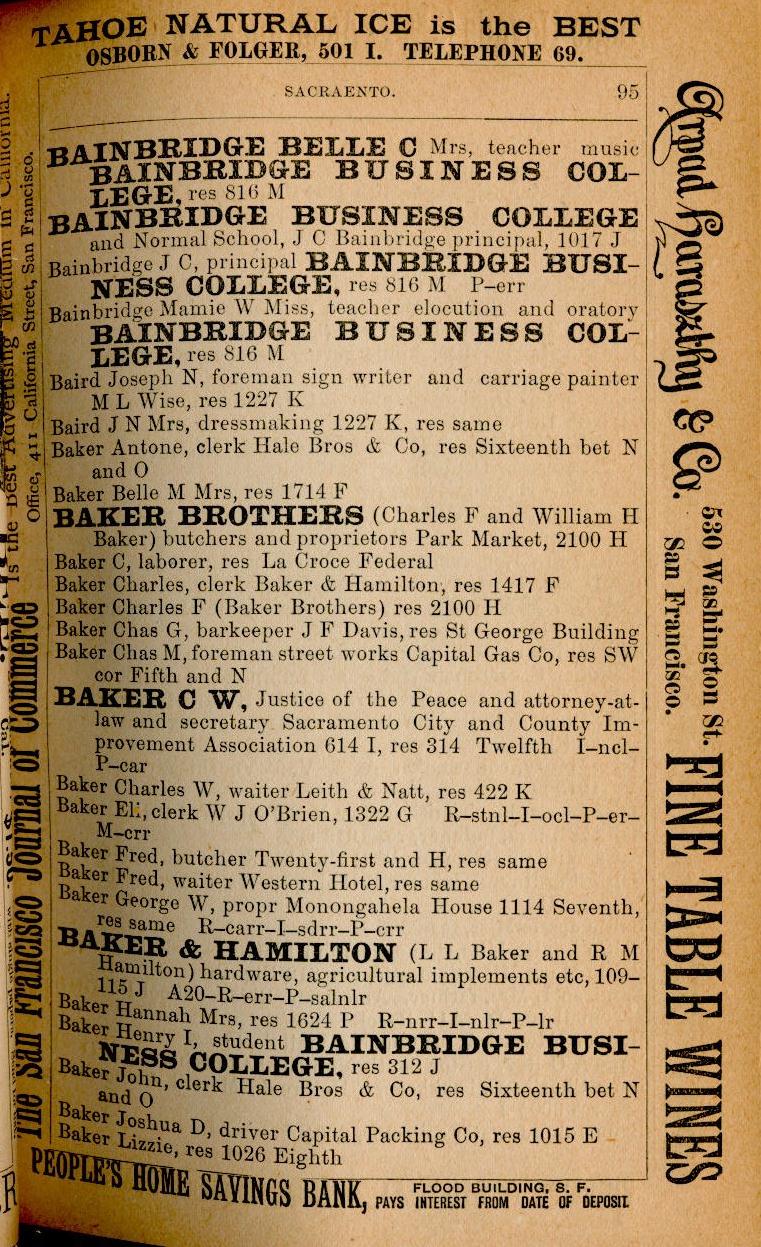 TAHOE NATURAL ICE is the BEST
OSBORN & FOLGER, 501 I. TELEPHONE 69.
SACRAENTO. 95
BAINBRIDGE BELLE C Mrs, teacher music
BAINBRIDGE BUSINESS COL-
LEGE, res 816 M
BAINBRIDGE BUSINESS COLLEGE
and Normal School, J C Bainbridge principal, 1017 J
Bainbridge J C, principal BAINBRIDGE BUSI-
NESS COLLEGE, res 816 M P-err
Bainbridge Mamie W Miss, teacher elocution and oratory
BAINBRIDGE BUSINESS COL-
LEGE, res 816 M
Baird Joseph N, foreman sign writer and carriage painter
M L Wise, res 1227 K
Baird J N Mrs, dressmaking 1227 K, res same
Baker Antone, clerk Hale Bros & Co, res Sixteenth bet N
and O
Baker Belle M Mrs, res 1714 F
BAKER BROTHERS (Charles F and William H
Baker) butchers and proprietors Park Market, 2100 H
Baker C, laborer, res La Croce Federal
Baker Charles, clerk Baker & Hamilton, res 1417 F
Baker Charles F (Baker Brothers) res 2100 H
Baker Chas G, barkeeper J F Davis, res St George Building
Baker Chas M, foreman street works Capital Gas Co, res SW
cor Fifth and N
BAKER C W, Justice of the Peace and attorney-at-
law and secretary Sacramento City and County Im-
provement Association 614 I, res 314 Twelfth I-ncl-
P-car
Baker Charles W, waiter Leith & Natt, res 422 K
Baker Eli, clerk W J O'Brien, 1322 G R-stnl-I-ocl-P-er-
M-crr
Baker Fred, butcher Twenty-first and H, res same
Baker Fred, waiter Western Hotel, res same
Baker George W, propr Monongahela House 1114 Seventh,
res same R-carr-I-sdrr-P-crr
BAKER & HAMILTON (L L Baker and R M
Hamilton) hardware, agricultural implements etc, 109-
115 J A20-R-err-P-salnlr
Baker Hannah Mrs, res 1624 P R-nrr-I-nlr-P-lr
Baker Henry I, student BAINBRIDGE BUSI-
NESS COLLEGE, res 312 J
Baker John, clerk Hale Bros & Co, res Sixteenth bet N
and O
Baker Joshua D, driver Capital Packing Co, res 1015 E
Baker Lizzie, res 1026 Eighth
PEOPLE'S HOME SAVINGS BANK, FLOOD BUILDING, S. F.
PAYS INTEREST FROM DATE OF DEPOSIT.
The San Francisco Journal of Commerce Is the Best Advertising Medium in California.
Office, 411 California Street, San Francisco.
Arpad Haraszthy & Co. 530 Washington St.
San Francisco.
FINE TABLE WINES